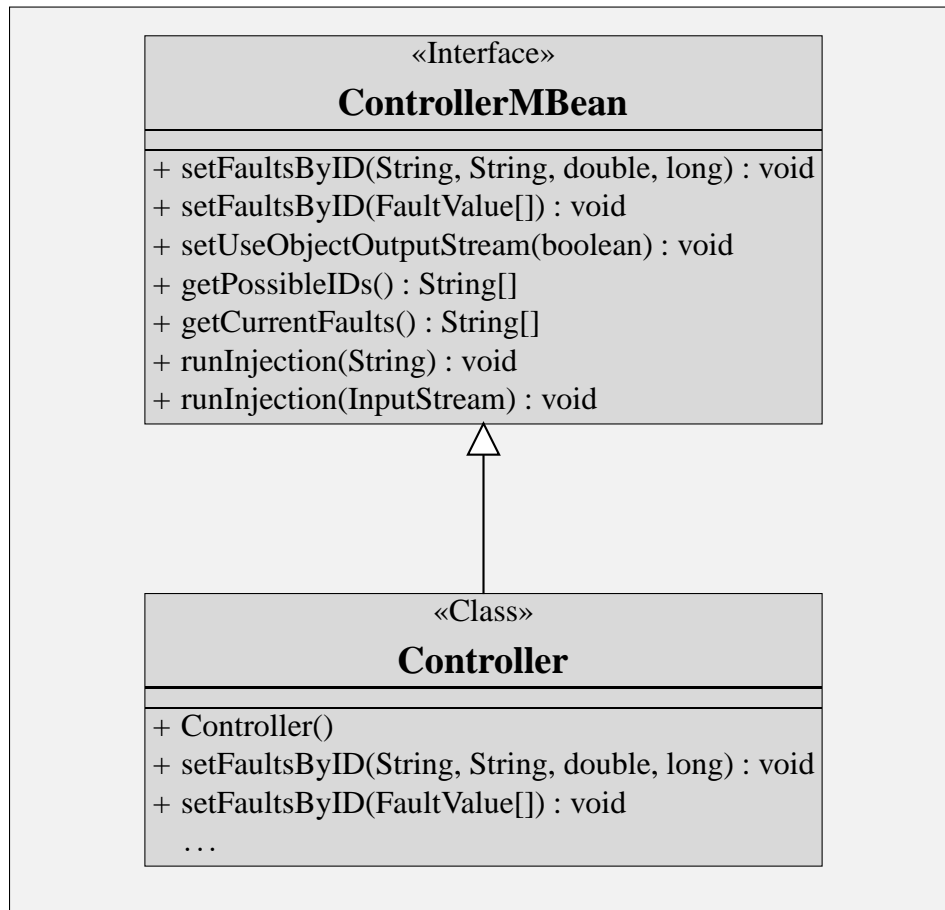 «Interface»
ControllerMBean
+ setFaultsByID(String, String, double, long) : void
+ setFaultsByID(FaultValue[]) : void
+ setUseObjectOutputStream(boolean) : void
+ getPossibleIDs() : String[]
+ getCurrentFaults() : String[]
+ runInjection(String) : void
+ runInjection(InputStream) : void
«Class»
Controller
+ Controller()
+ setFaultsByID(String, String, double, long) : void
+ setFaultsByID(FaultValue[]) : void
...